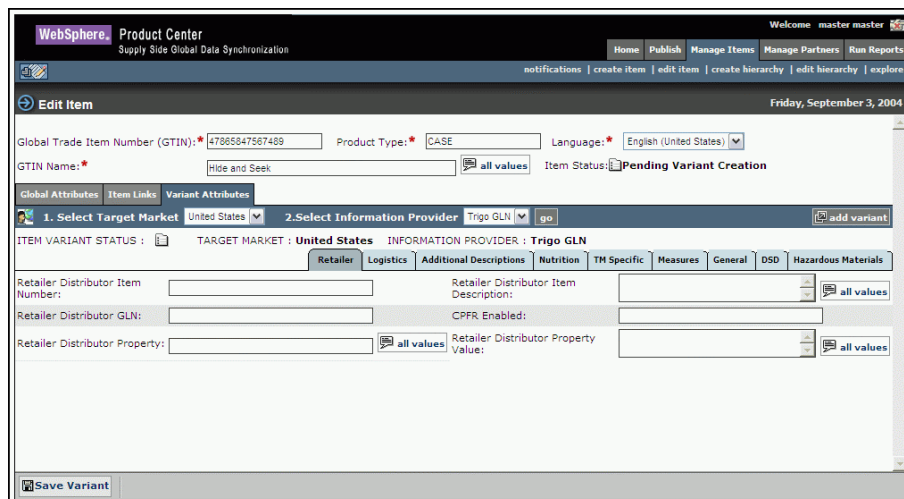 Welcome master master
WebSphere. Product Center
Supply Side Global Data Synchronization
Home Publish Manage Items Manage Partners Run Reports
notifications | create item | edit item | create hierarchy | edit hierarchy | explore
Edit Item Friday, September 3, 2004
Global Trade Item Number (GTIN):* 47865847567489 Product Type:* CASE Language:* English (United States)
GTIN Name:* Hide and Seek all values Item Status: Pending Variant Creation
Global Attributes Item Links Variant Attributes
1. Select Target Market United States 2.Select Information Provider Trigo GLN go add variant
ITEM VARIANT STATUS : TARGET MARKET : United States INFORMATION PROVIDER : Trigo GLN
Retailer Logistics Additional Descriptions Nutrition TM Specific Measures General DSD Hazardous Materials
Retailer Distributor Item Number: Retailer Distributor Item Description: all values
Retailer Distributor GLN: CPFR Enabled:
Retailer Distributor Property: all values Retailer Distributor Property Value: all values
Save Variant